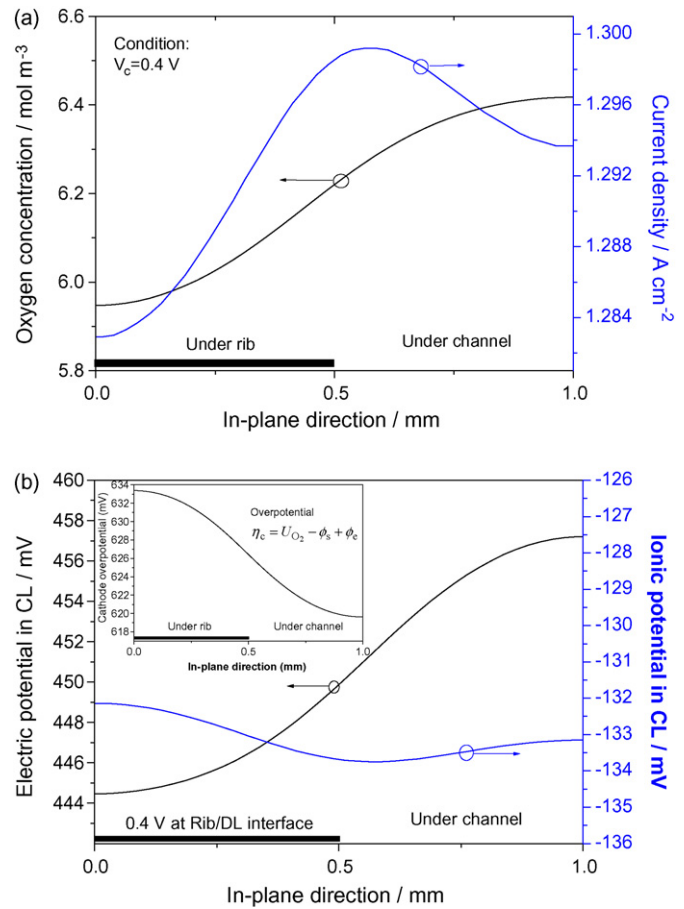 (a)
6.6
6.4
6.2
6.0
5.8
Oxygen concentration / mol m⁻³
Condition:
V_c=0.4 V
1.300
1.296
1.292
1.288
1.284
Current density / A cm⁻²
Under rib
Under channel
0.0
0.5
1.0
In-plane direction / mm
(b)
460
458
456
454
452
450
448
446
444
Electric potential in CL / mV
634
632
630
628
626
624
622
620
618
Cathode overpotential (mV)
Overpotential
η_c = U_O₂ − ϕ_s + ϕ_e
Under rib
Under channel
0.0
0.5
1.0
In-plane direction (mm)
-126
-127
-128
-129
-130
-131
-132
-133
-134
-135
-136
Ionic potential in CL / mV
0.4 V at Rib/DL interface
Under channel
0.0
0.5
1.0
In-plane direction / mm